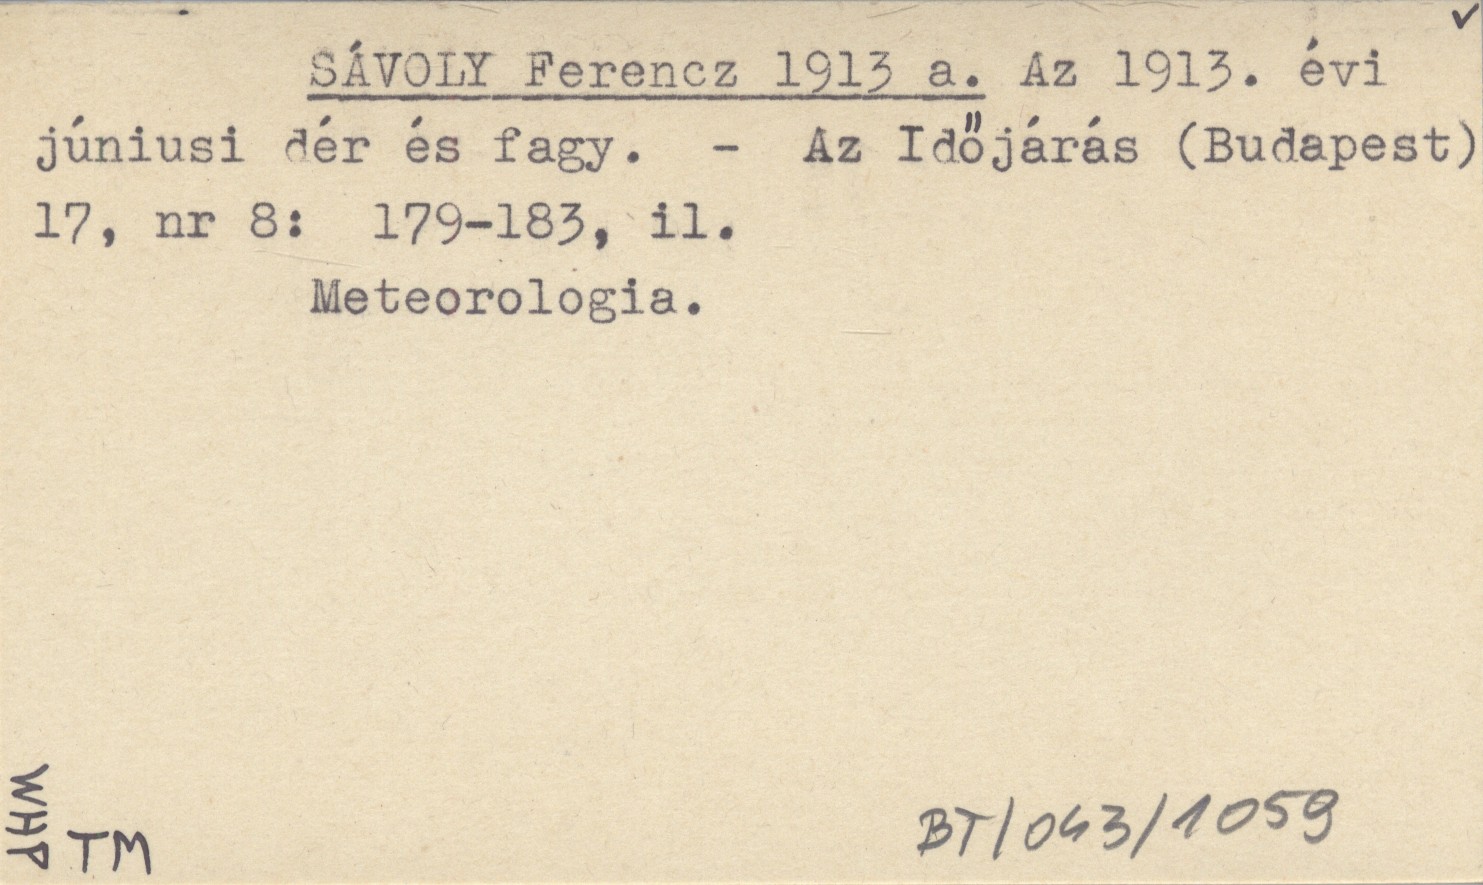 SÁVOLY Ferencz 1913 a. Az 1913. évi
júniusi dér és fagy. - Az Időjárás (Budapest)
17, nr 8: 179-183, il.
Meteorologia.
WHP
TM
BT/043/1059